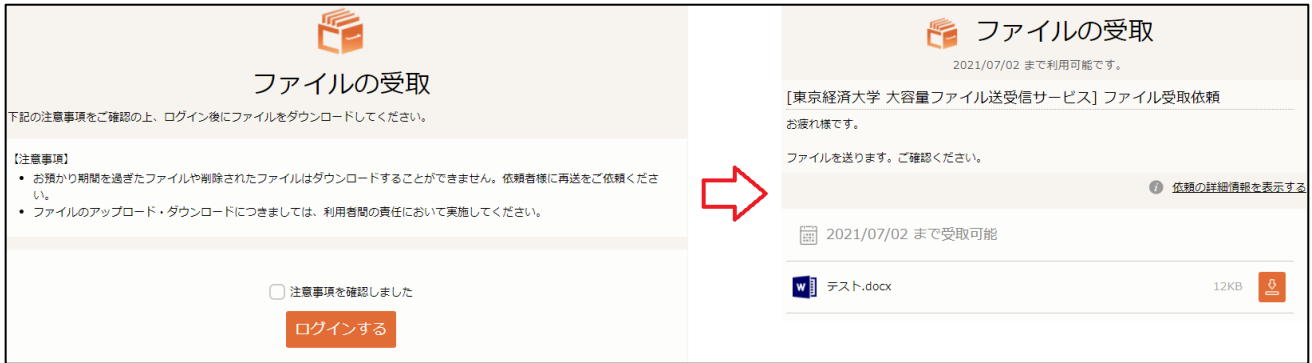 ファイルの受取
下記の注意事項をご確認の上、ログイン後にファイルをダウンロードしてください。
【注意事項】
• お預かり期間を過ぎたファイルや削除されたファイルはダウンロードすることができません。依頼者様に再送をご依頼くださ
い。
• ファイルのアップロード・ダウンロードにつきましては、利用者間の責任において実施してください。
注意事項を確認しました
ログインする
ファイルの受取
2021/07/02 まで利用可能です。
[東京経済大学 大容量ファイル送受信サービス] ファイル受取依頼
お疲れ様です。
ファイルを送ります。ご確認ください。
i 依頼の詳細情報を表示する
2021/07/02 まで受取可能
W テスト.docx 12KB